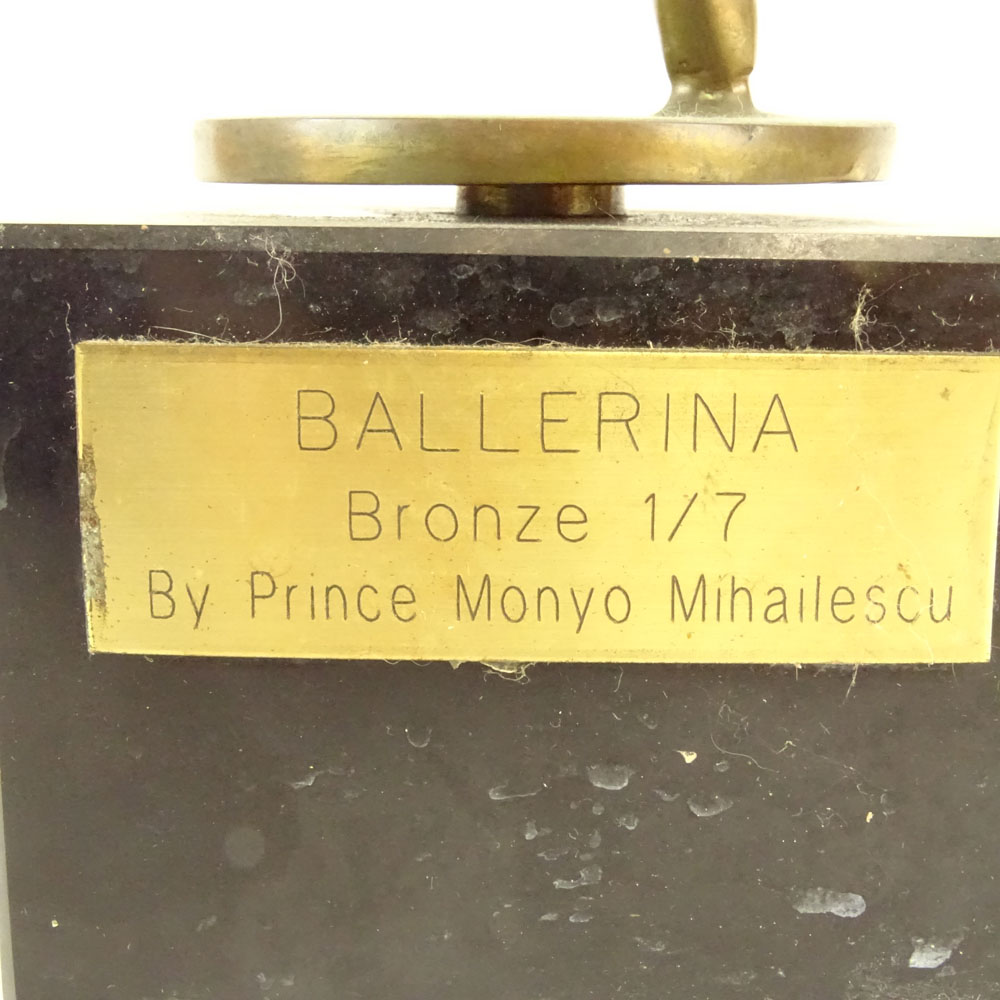 BALLERINA
Bronze 1/7
By Prince Monyo Mihailescu